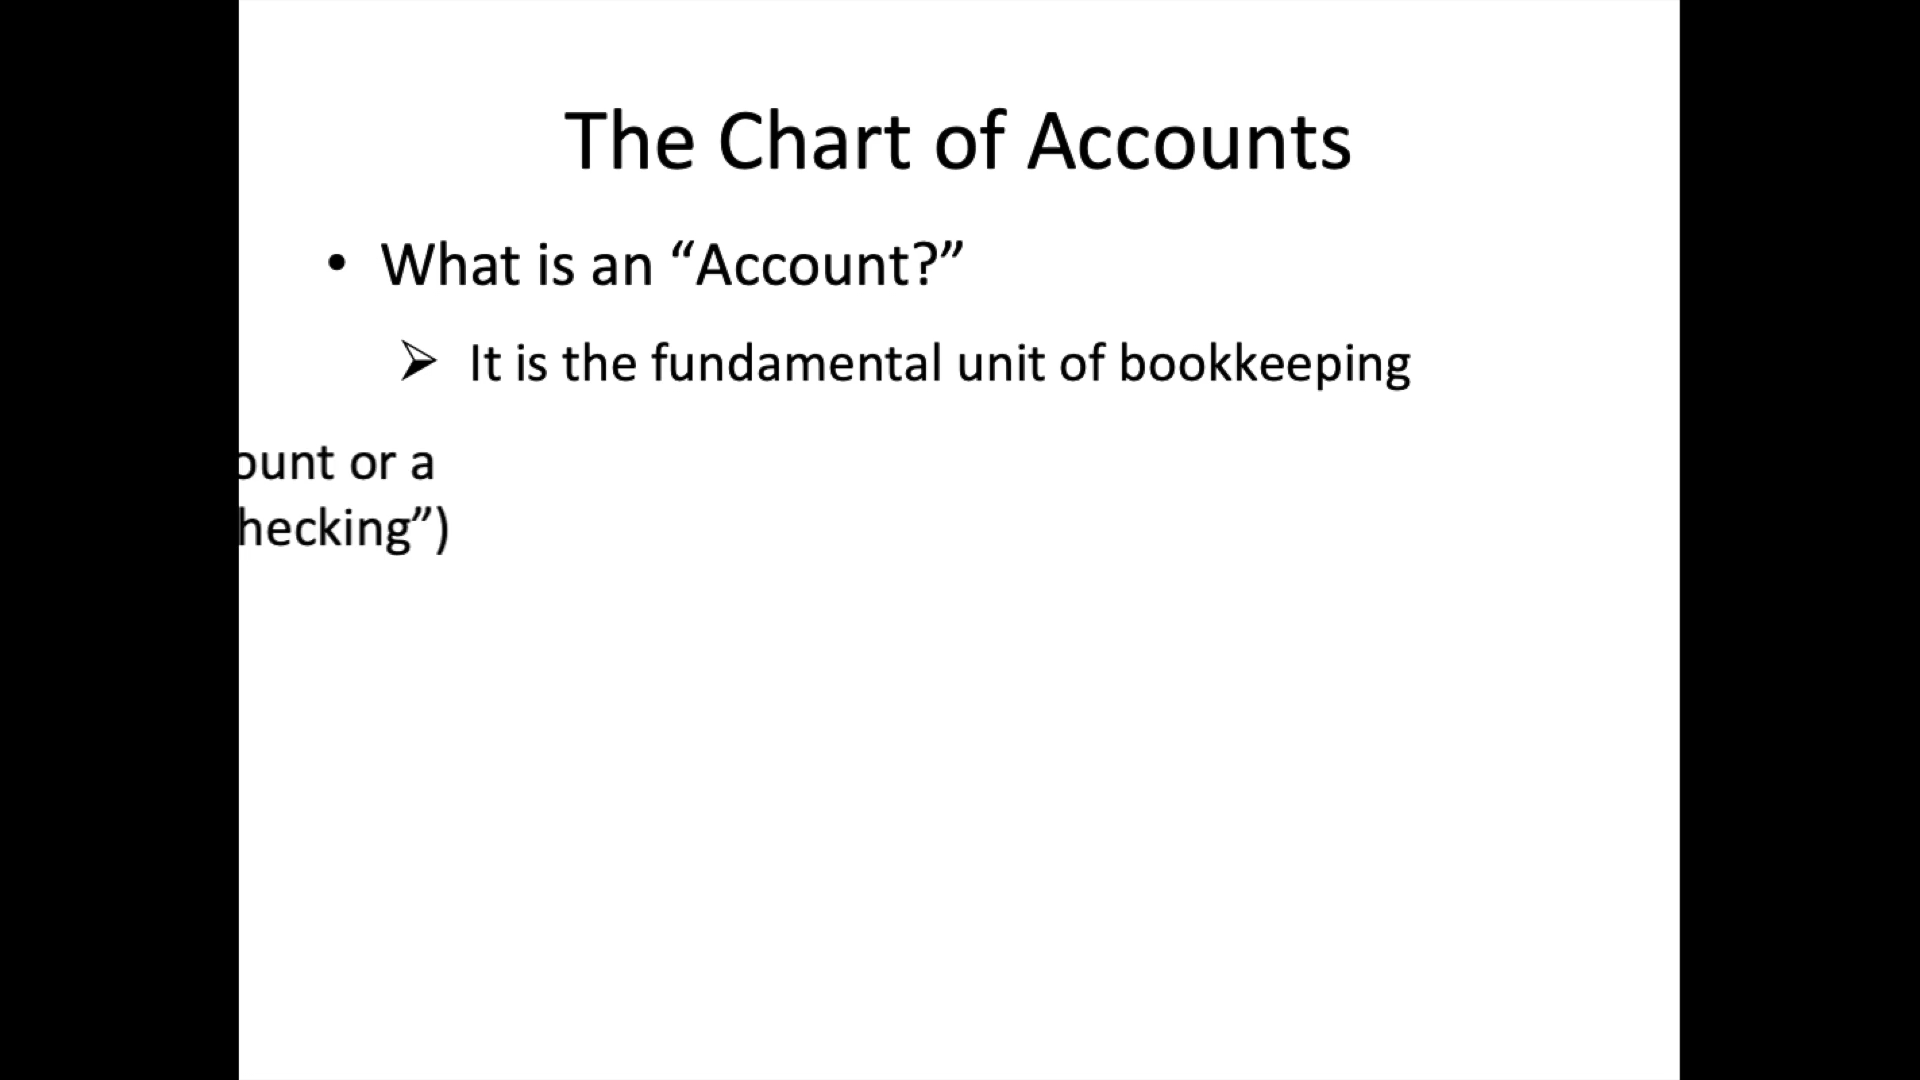 The Chart of Accounts
• What is an “Account?”
➢ It is the fundamental unit of bookkeeping
ount or a
hecking”)